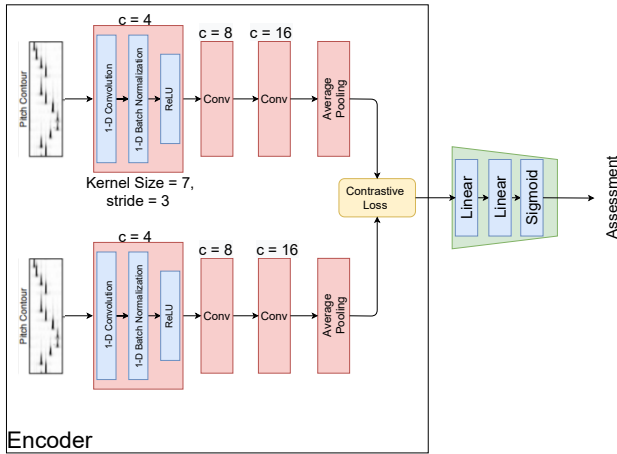 c = 4
c = 8
c = 16
Pitch Contour
1-D Convolution
1-D Batch Normalization
ReLU
Conv
Conv
Average
Pooling
Kernel Size = 7,
stride = 3
Contrastive
Loss
Linear
Linear
Sigmoid
Assessment
c = 4
c = 8
c = 16
Pitch Contour
1-D Convolution
1-D Batch Normalization
ReLU
Conv
Conv
Average
Pooling
Encoder